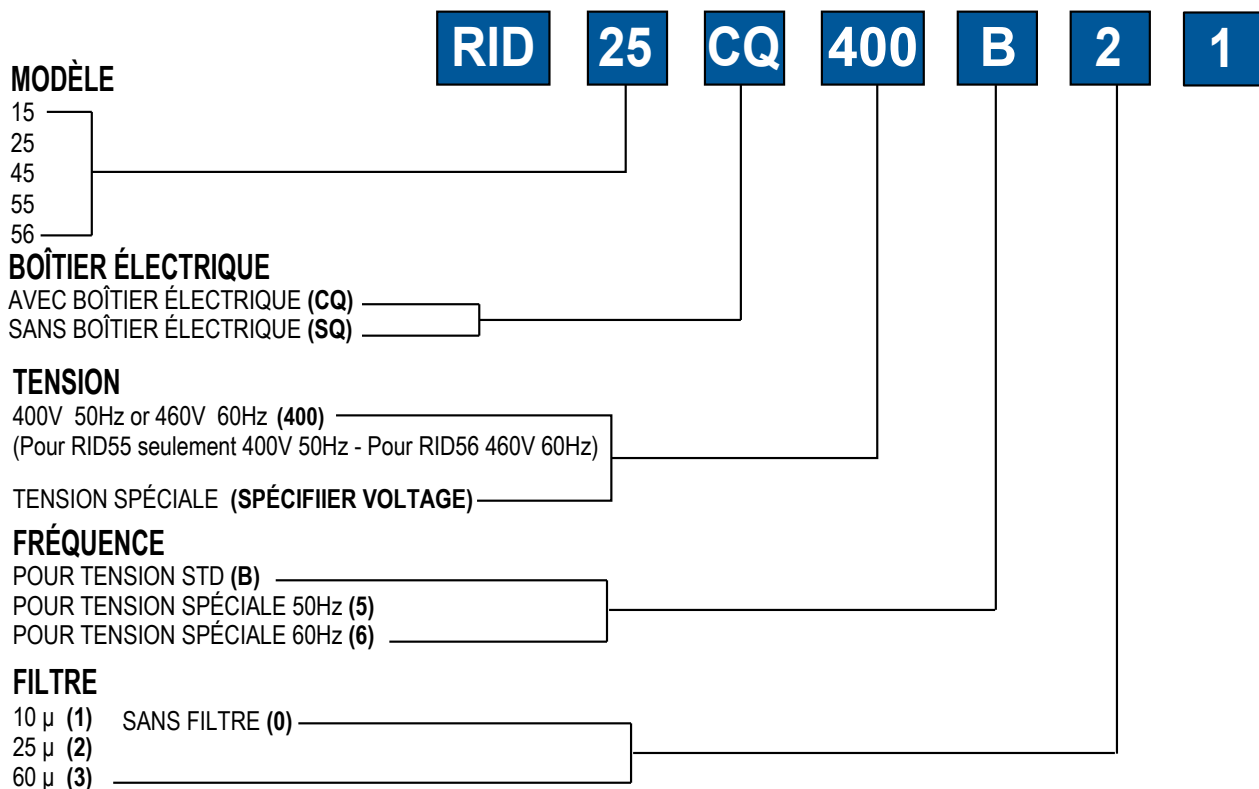 RID 25 CQ 400 B 2 1
MODÈLE
15
25
45
55
56
BOÎTIER ÉLECTRIQUE
AVEC BOÎTIER ÉLECTRIQUE (CQ)
SANS BOÎTIER ÉLECTRIQUE (SQ)
TENSION
400V 50Hz or 460V 60Hz (400)
(Pour RID55 seulement 400V 50Hz - Pour RID56 460V 60Hz)
TENSION SPÉCIALE (SPÉCIFIIER VOLTAGE)
FRÉQUENCE
POUR TENSION STD (B)
POUR TENSION SPÉCIALE 50Hz (5)
POUR TENSION SPÉCIALE 60Hz (6)
FILTRE
10 µ (1) SANS FILTRE (0)
25 µ (2)
60 µ (3)